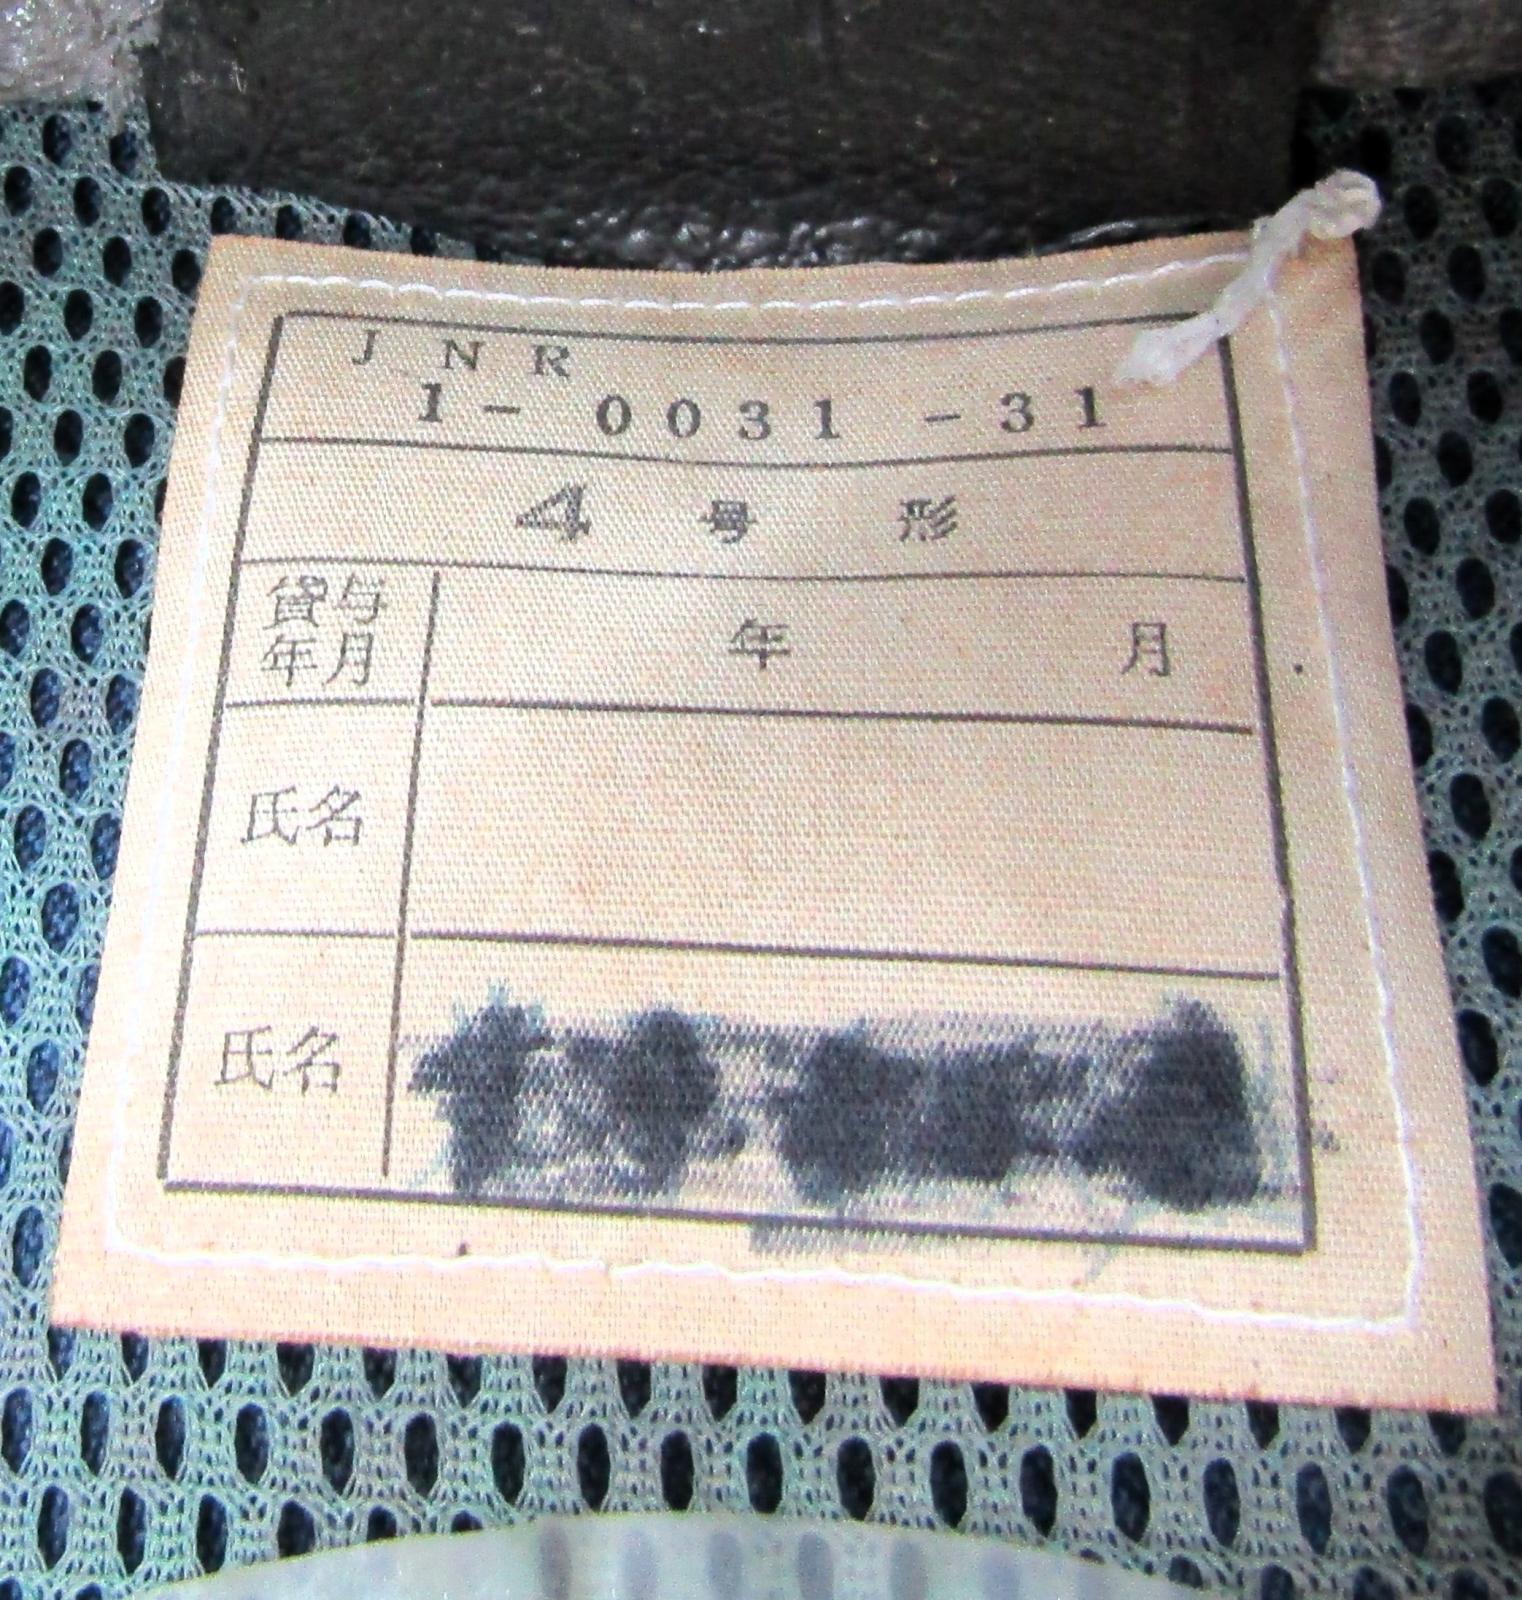 JNR
1-0031-31
4号形
貸与
年月
年 月
氏名
氏名